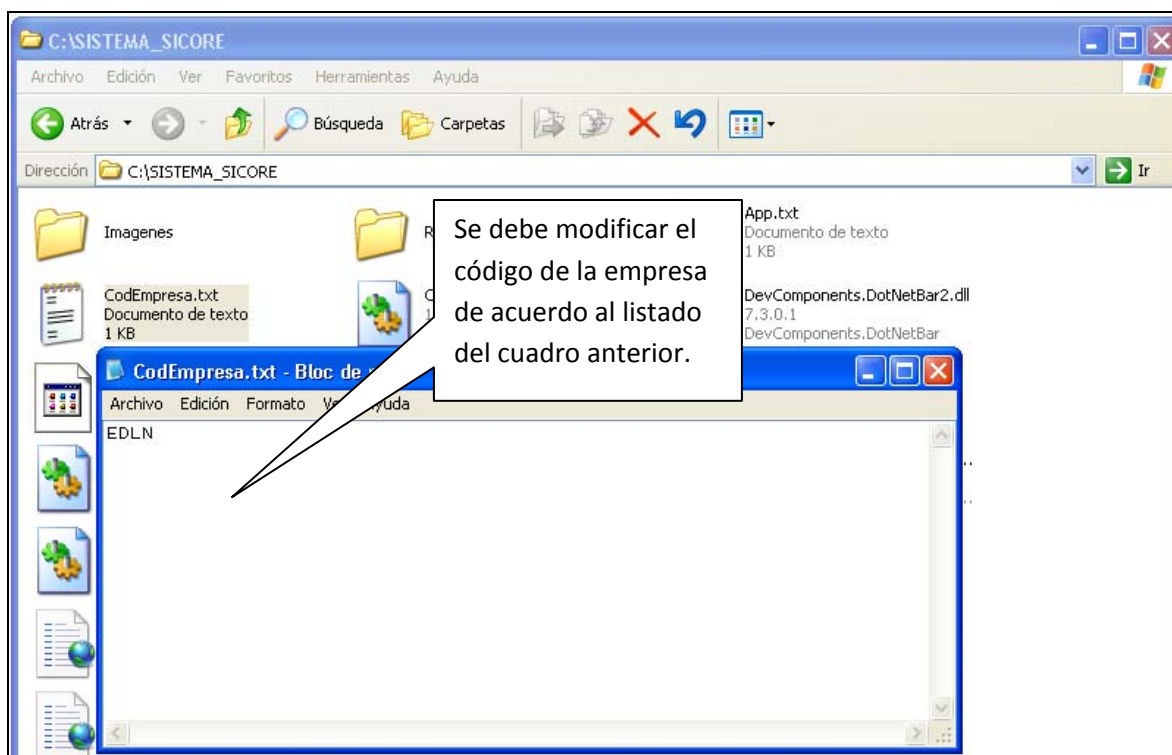 C:\SISTEMA_SICORE
Archivo Edición Ver Favoritos Herramientas Ayuda
Atrás Búsqueda Carpetas
Dirección C:\SISTEMA_SICORE Ir
Imagenes
App.txt
Documento de texto
1 KB
Se debe modificar el
código de la empresa
de acuerdo al listado
del cuadro anterior.
CodEmpresa.txt
Documento de texto
1 KB
DevComponents.DotNetBar2.dll
7.3.0.1
DevComponents.DotNetBar
CodEmpresa.txt - Bloc de
Archivo Edición Formato
EDLN